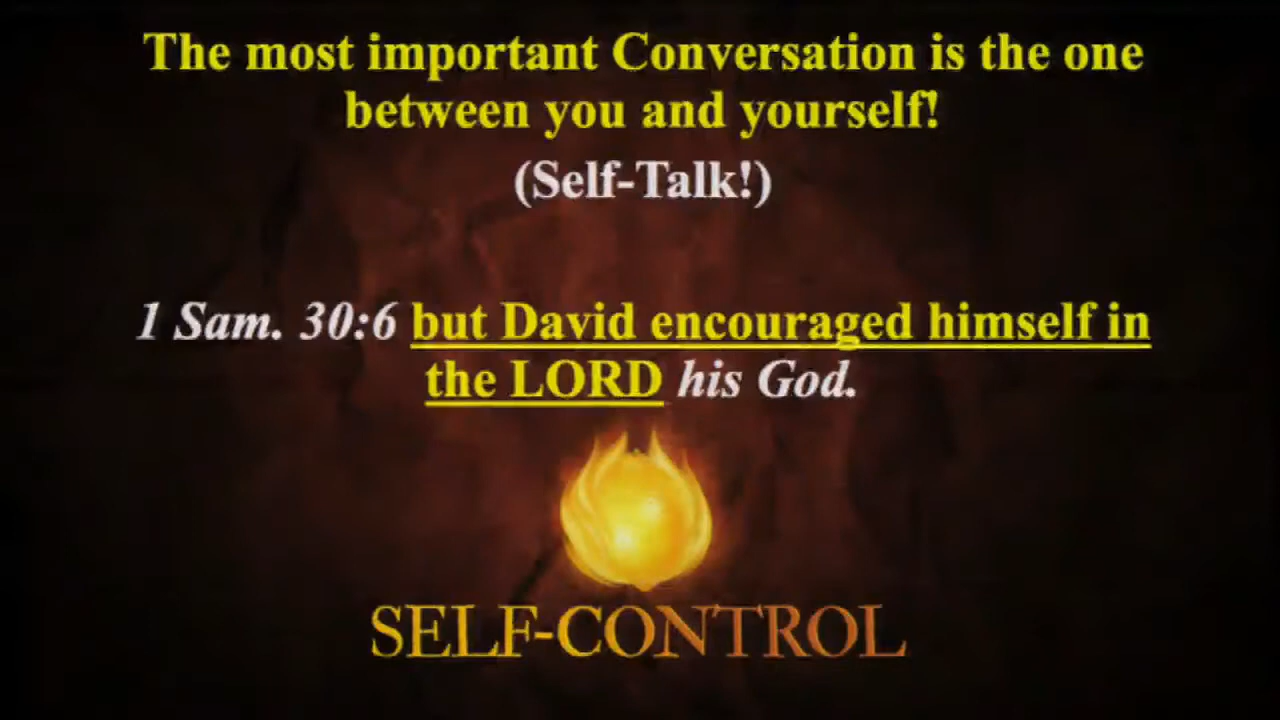 The most important Conversation is the one
between you and yourself!
(Self-Talk!)
1 Sam. 30:6 but David encouraged himself in
the LORD his God.
SELF-CONTROL